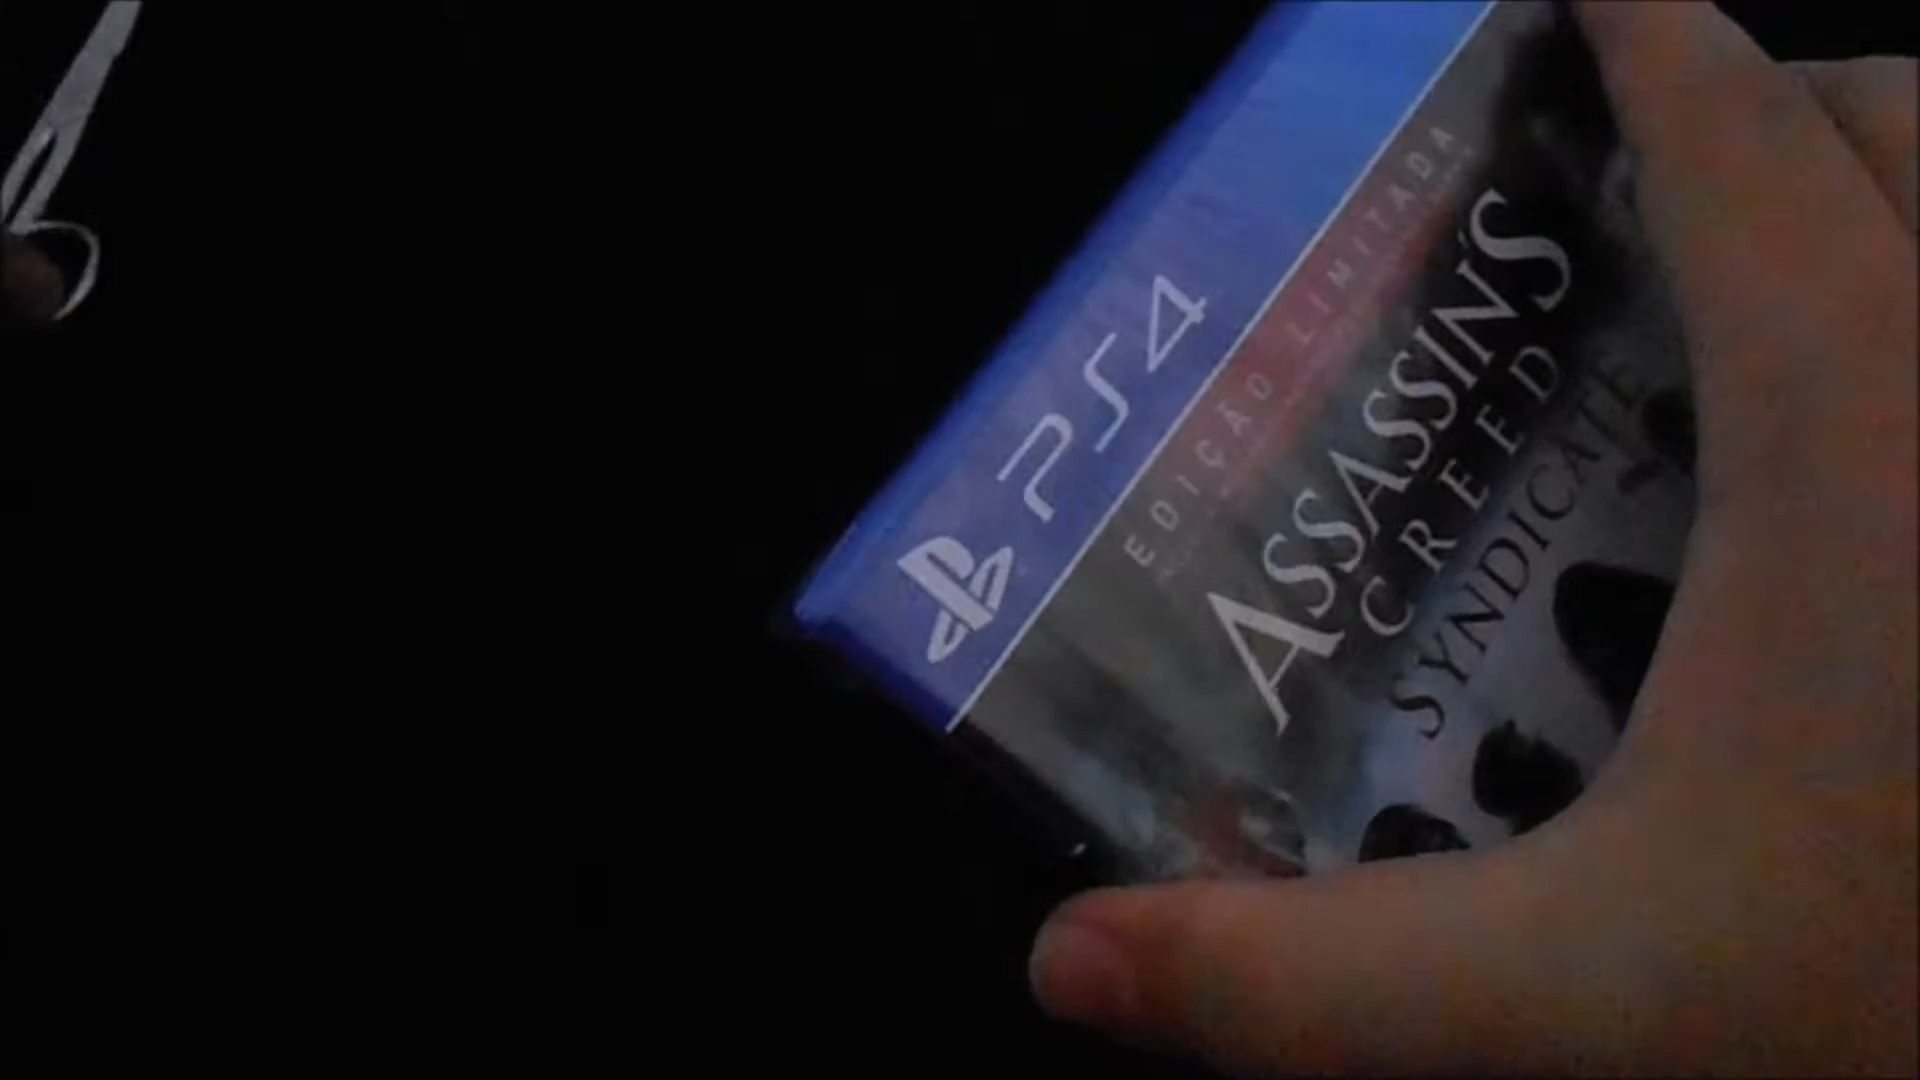 PS4
EDIÇÃO LIMITADA
ASSASSIN'S
CREED
SYNDICATE